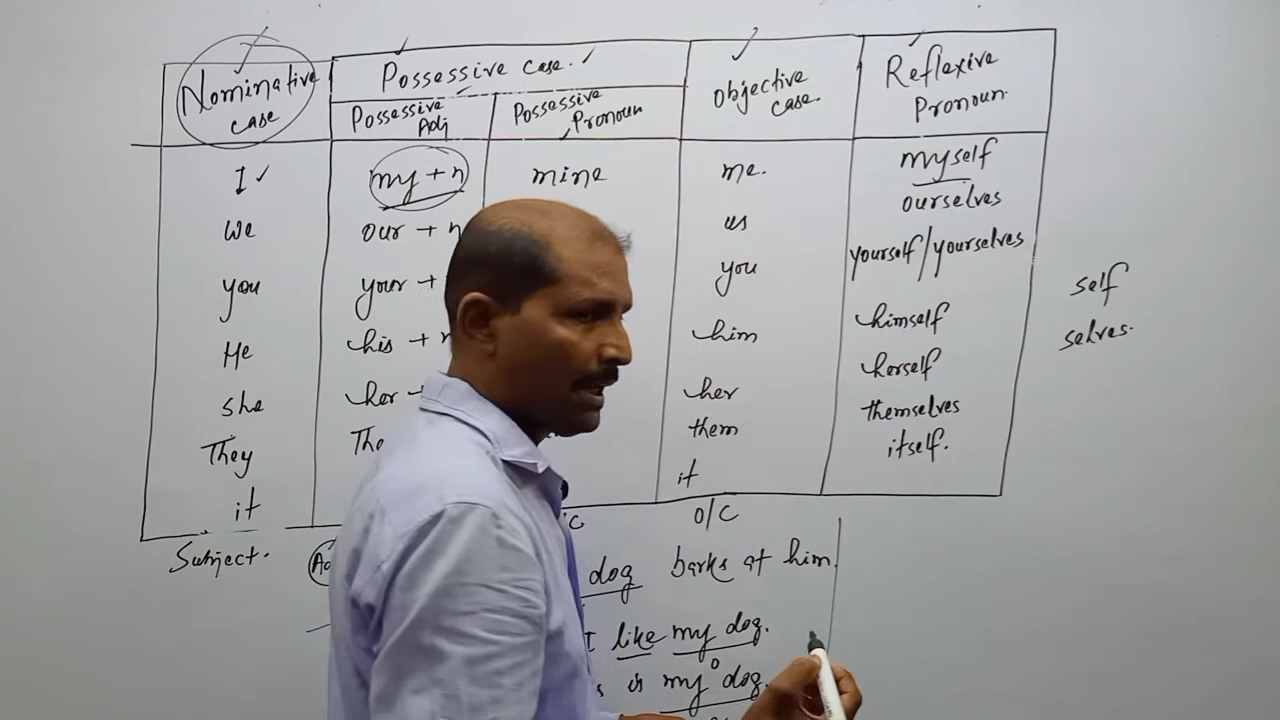 Nominative case
Possessive case.
Objective case.
Reflexive Pronoun.
Possessive Adj
Possessive Pronoun
I my + n mine me. myself
We our + n us ourselves
you your + you yourself/yourselves
He his + n him himself
she her him herself
They The them themselves
it it itself.
self
selves.
Subject.
O/C
dog barks at him.
I like my dog.
is my dog.